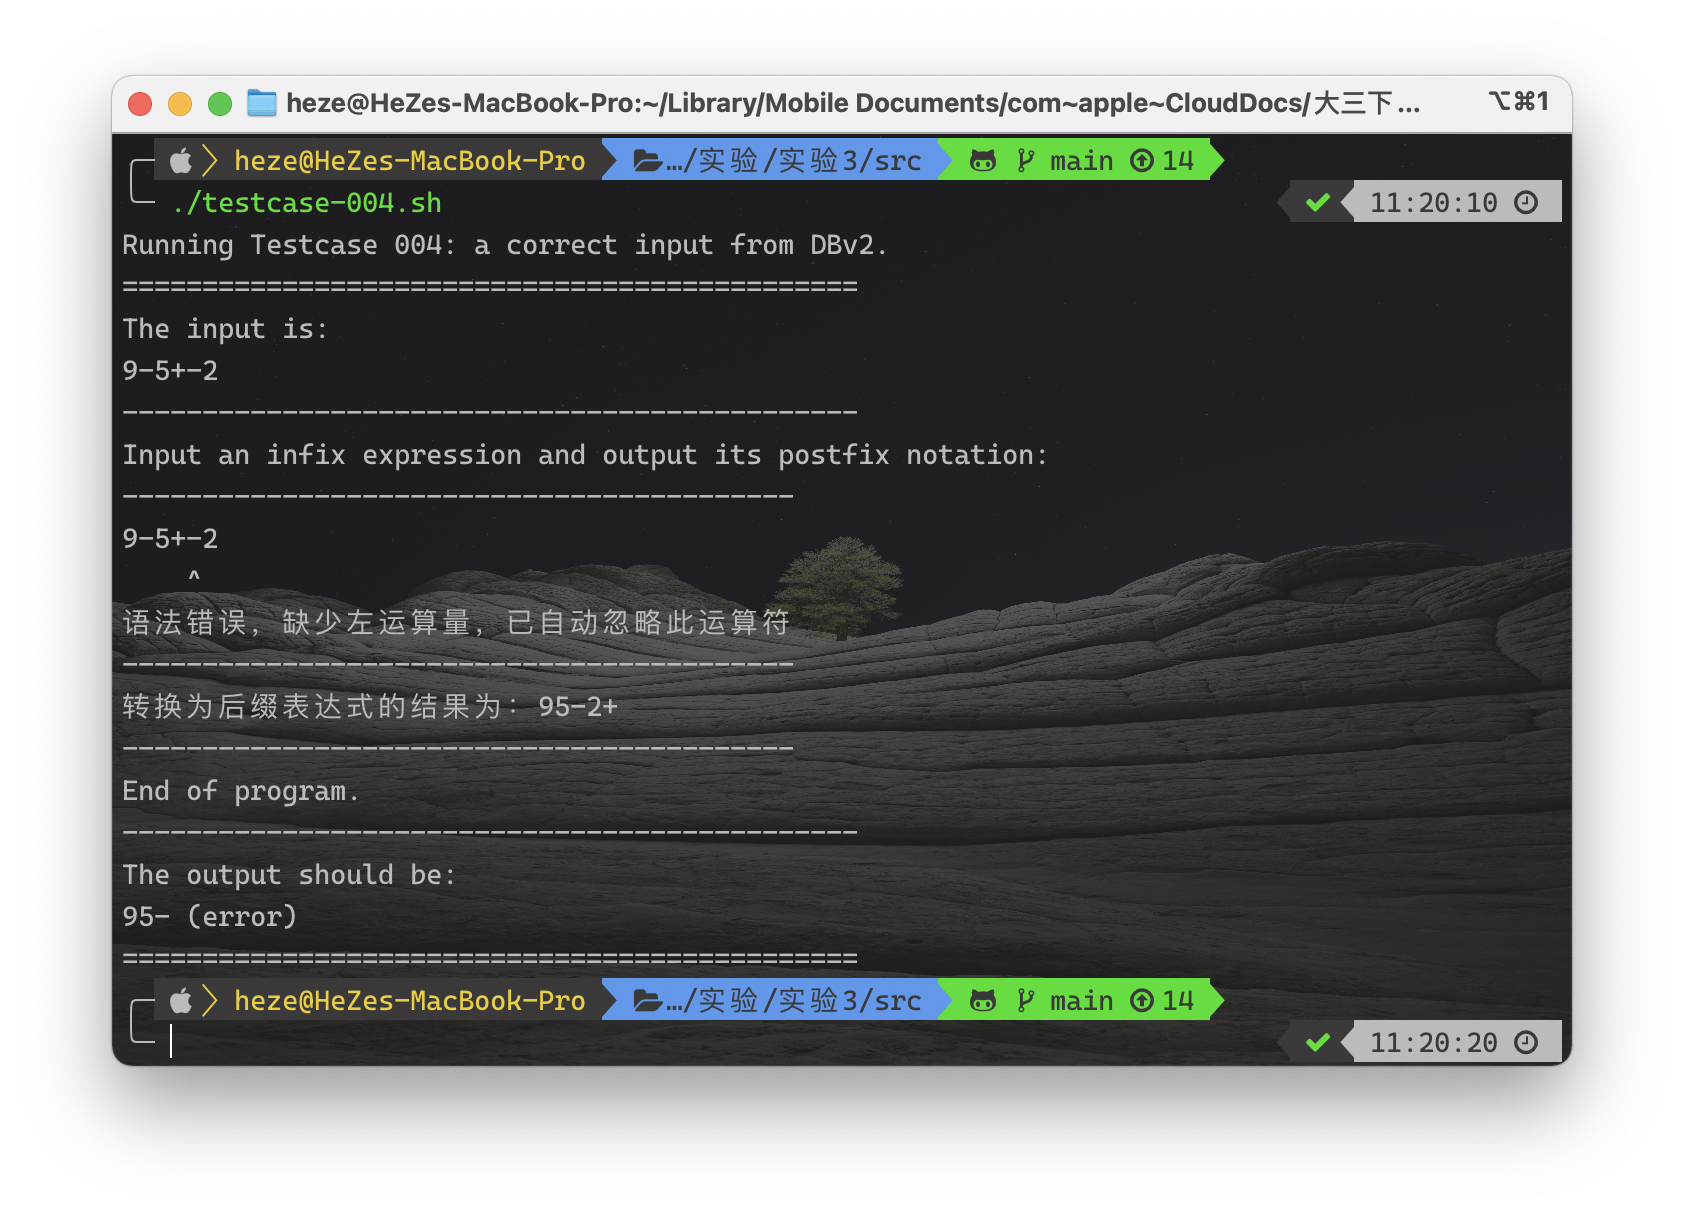 heze@HeZes-MacBook-Pro:~/Library/Mobile Documents/com~apple~CloudDocs/大三下... ⌥⌘1
heze@HeZes-MacBook-Pro …/实验/实验3/src main 14
./testcase-004.sh 11:20:10
Running Testcase 004: a correct input from DBv2.
==============================================
The input is:
9-5+-2
----------------------------------------------
Input an infix expression and output its postfix notation:
------------------------------------------
9-5+-2
^
语法错误，缺少左运算量，已自动忽略此运算符
------------------------------------------
转换为后缀表达式的结果为：95-2+
------------------------------------------
End of program.
----------------------------------------------
The output should be:
95- (error)
==============================================
heze@HeZes-MacBook-Pro …/实验/实验3/src main 14
11:20:20